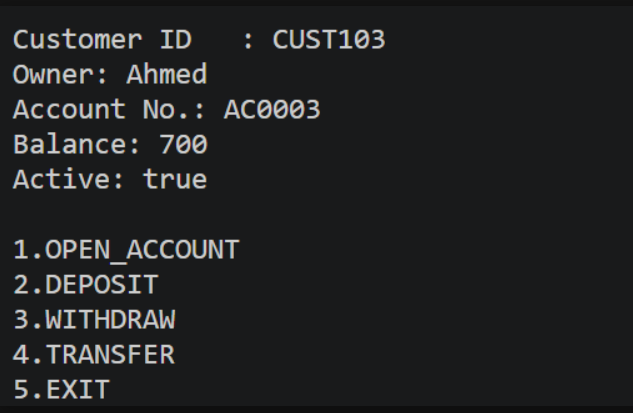 Customer ID   : CUST103
Owner: Ahmed
Account No.: AC0003
Balance: 700
Active: true
1.OPEN_ACCOUNT
2.DEPOSIT
3.WITHDRAW
4.TRANSFER
5.EXIT